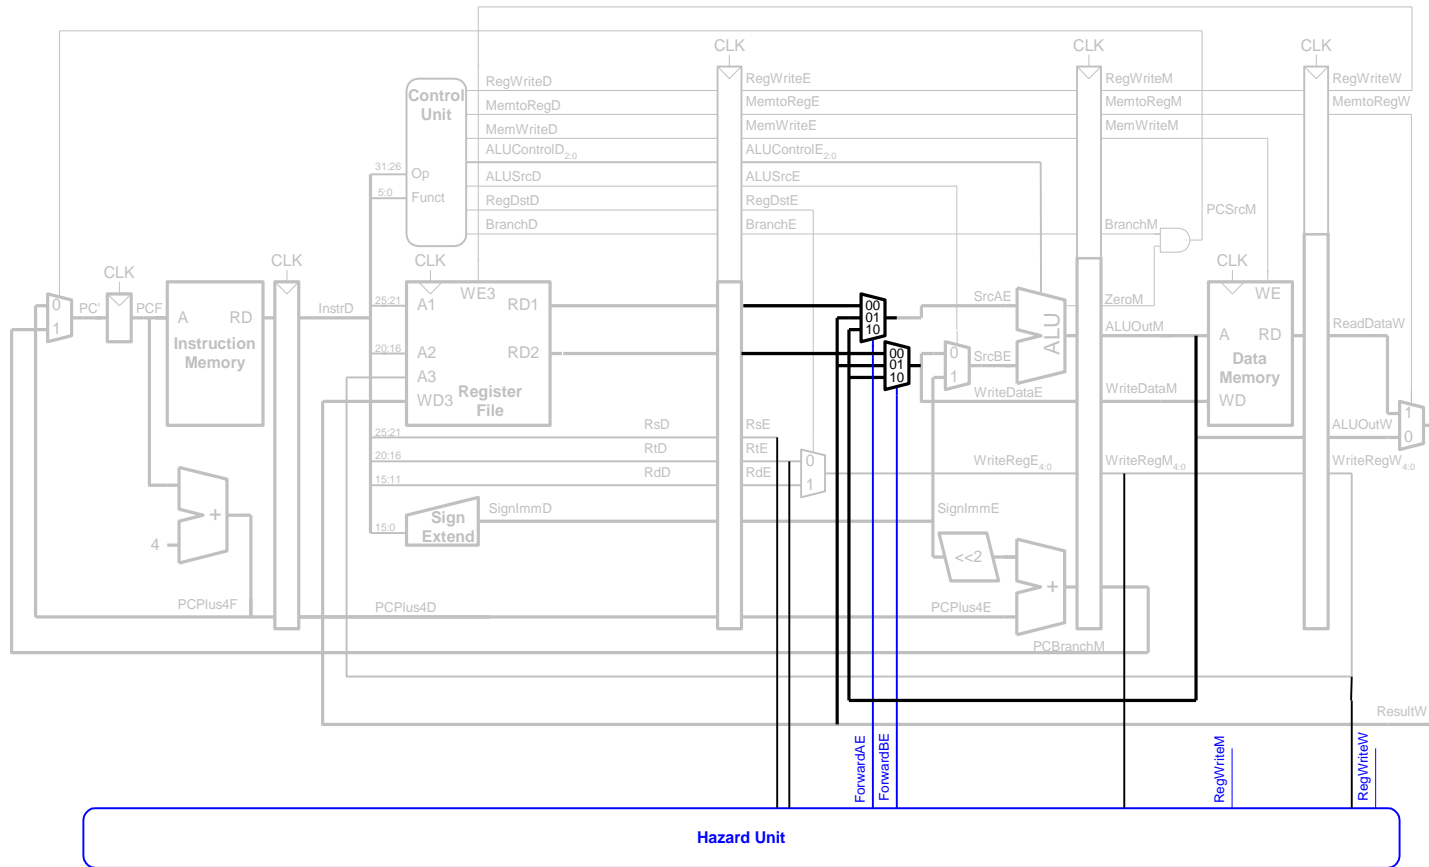 CLK CLK CLK
RegWriteD RegWriteE RegWriteM RegWriteW
Control Unit
MemtoRegD MemtoRegE MemtoRegM MemtoRegW
MemWriteD MemWriteE MemWriteM
ALUControlD2:0 ALUControlE2:0
31:26 Op ALUSrcD ALUSrcE
5:0 Funct RegDstD RegDstE PCSrcM
BranchD BranchE BranchM
CLK CLK CLK CLK
0 1 PC' PCF A RD Instruction Memory InstrD
25:21 A1 WE3 RD1 00 01 10 SrcAE ZeroM WE
20:16 A2 RD2 00 01 10 0 1 SrcBE ALU ALUOutM A RD ReadDataW
A3 Register File Data Memory
WD3 WriteDataE WriteDataM WD 1 0
25:21 RsD RsE ALUOutW
20:16 RtD RtE 0 WriteRegE4:0 WriteRegM4:0 WriteRegW4:0
15:11 RdD RdE 1
+ Sign Extend SignImmD SignImmE
15:0
4 <<2 +
PCPlus4F PCPlus4D PCPlus4E
PCBranchM
ResultW
ForwardAE ForwardBE RegWriteM RegWriteW
Hazard Unit